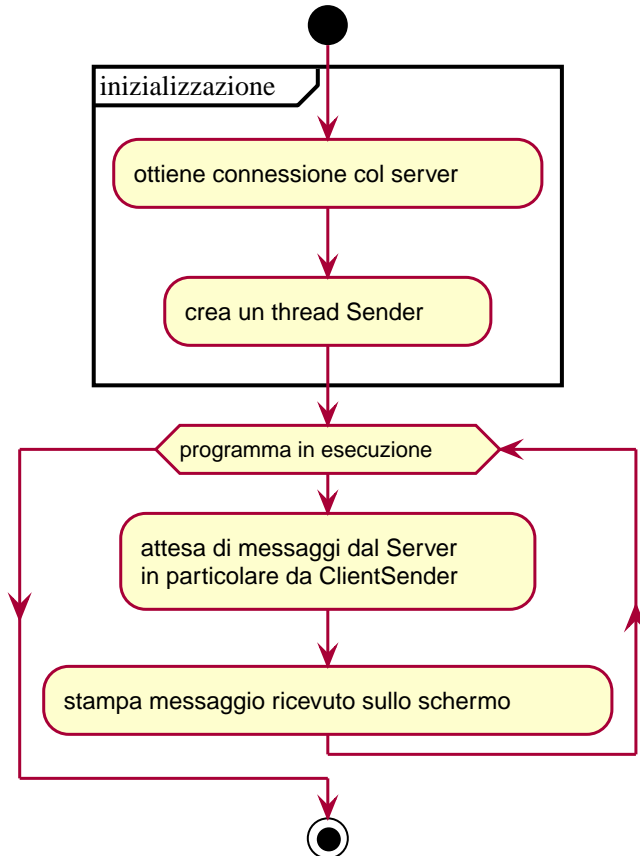 inizializzazione
ottiene connessione col server
crea un thread Sender
programma in esecuzione
attesa di messaggi dal Server
in particolare da ClientSender
stampa messaggio ricevuto sullo schermo